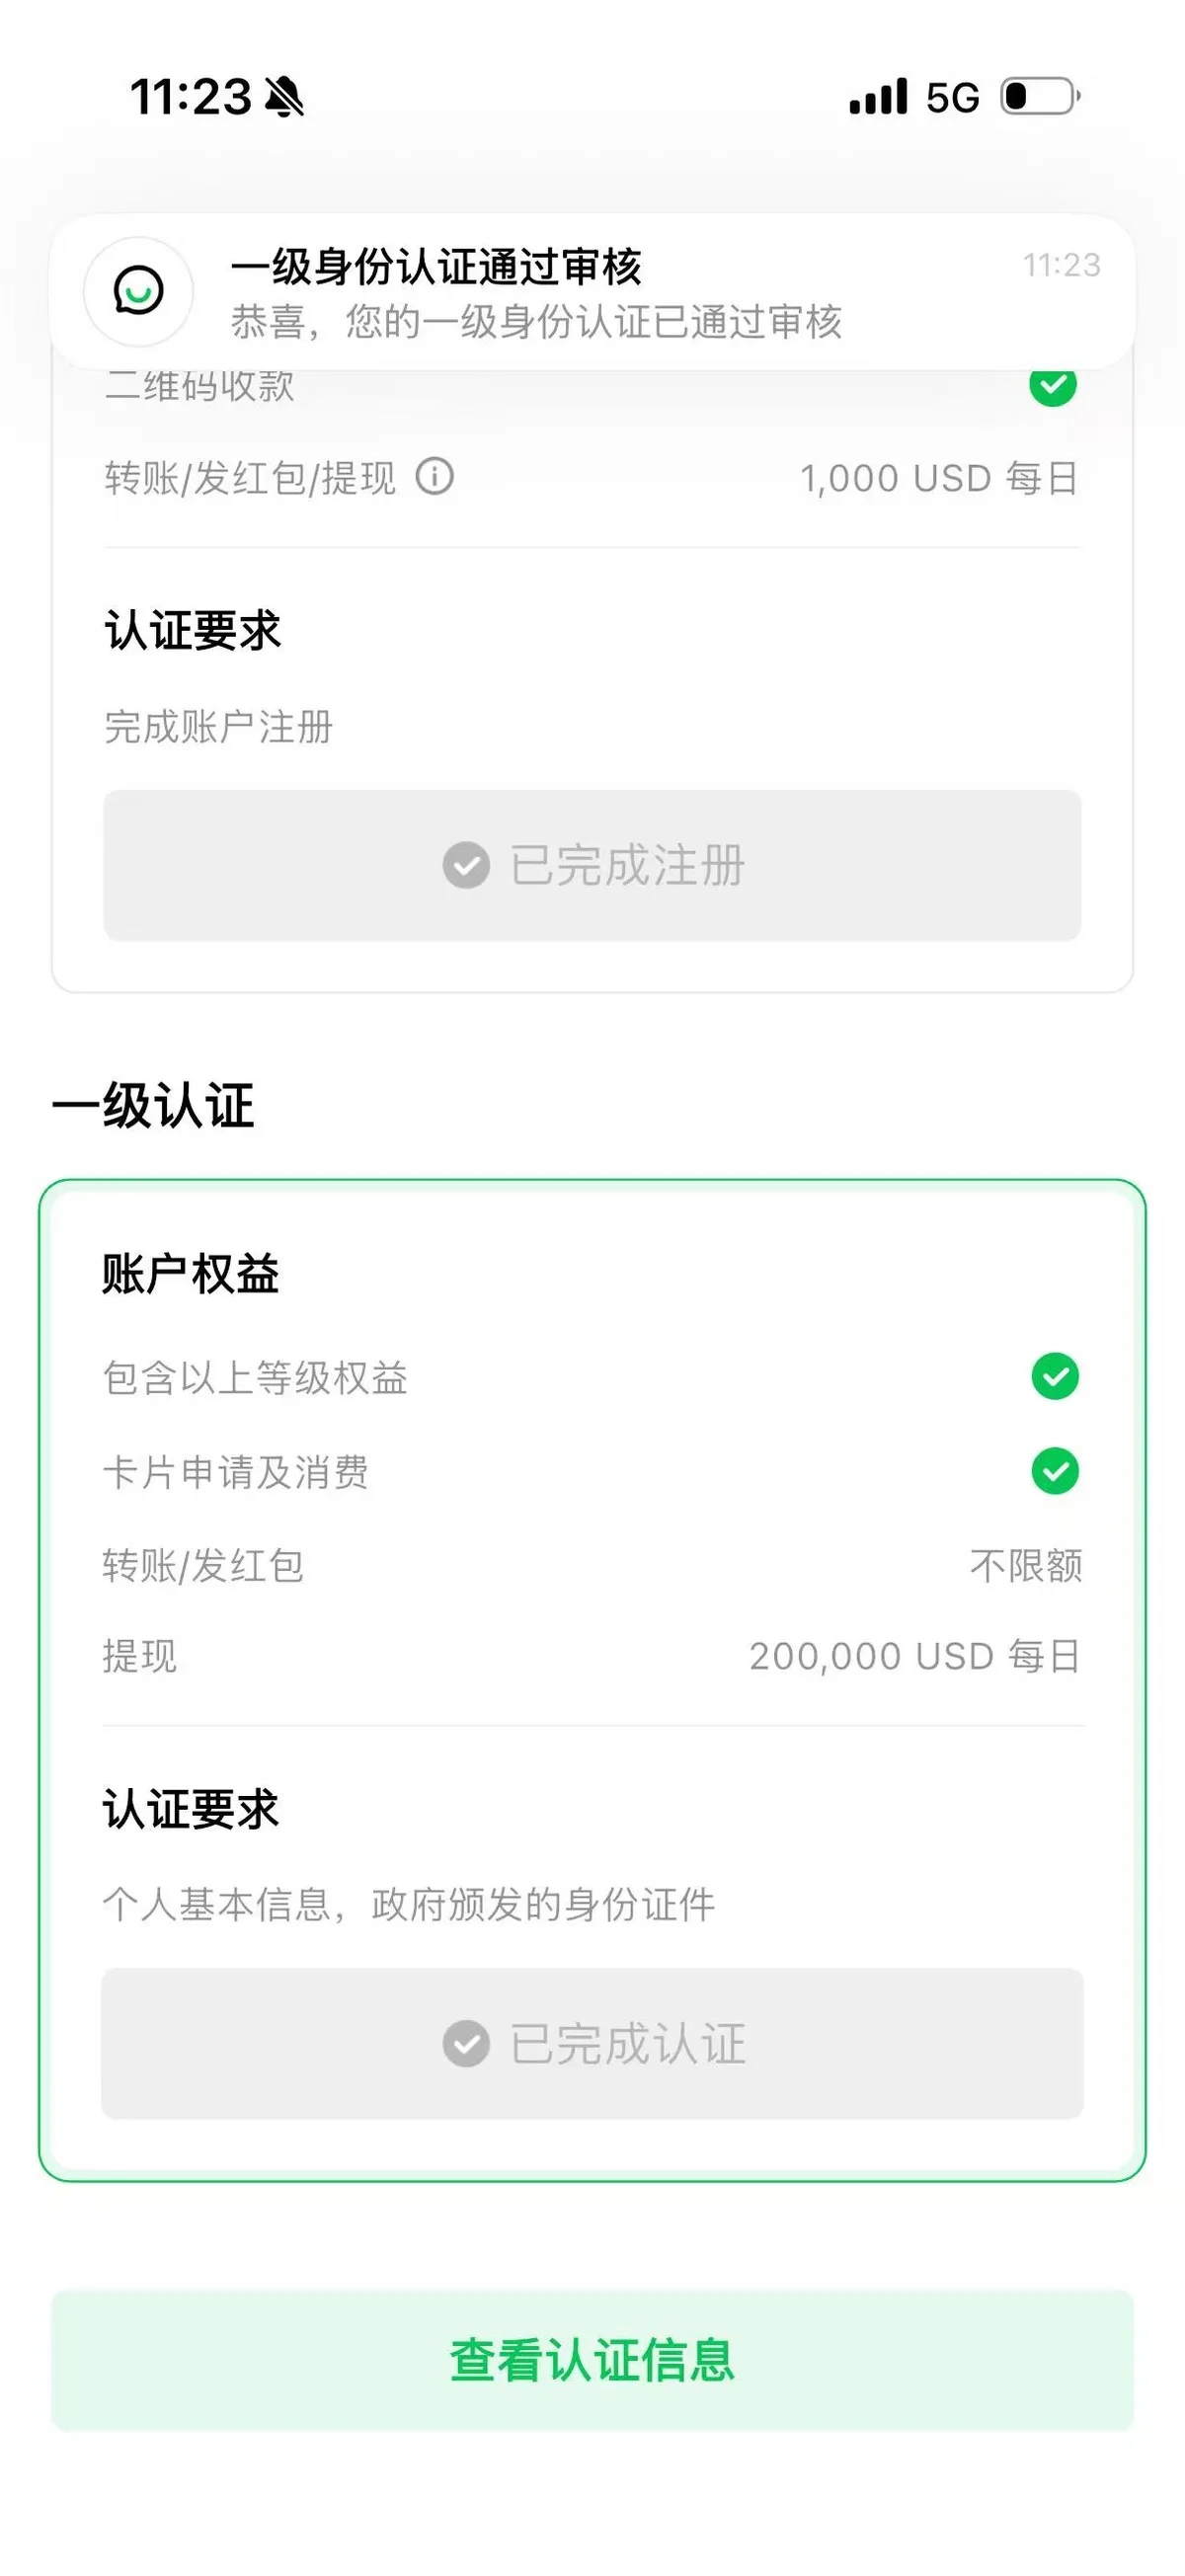 11:23
5G
一级身份认证通过审核
11:23
恭喜，您的一级身份认证已通过审核
二维码收款
转账/发红包/提现
1,000 USD 每日
认证要求
完成账户注册
已完成注册
一级认证
账户权益
包含以上等级权益
卡片申请及消费
转账/发红包
不限额
提现
200,000 USD 每日
认证要求
个人基本信息，政府颁发的身份证件
已完成认证
查看认证信息